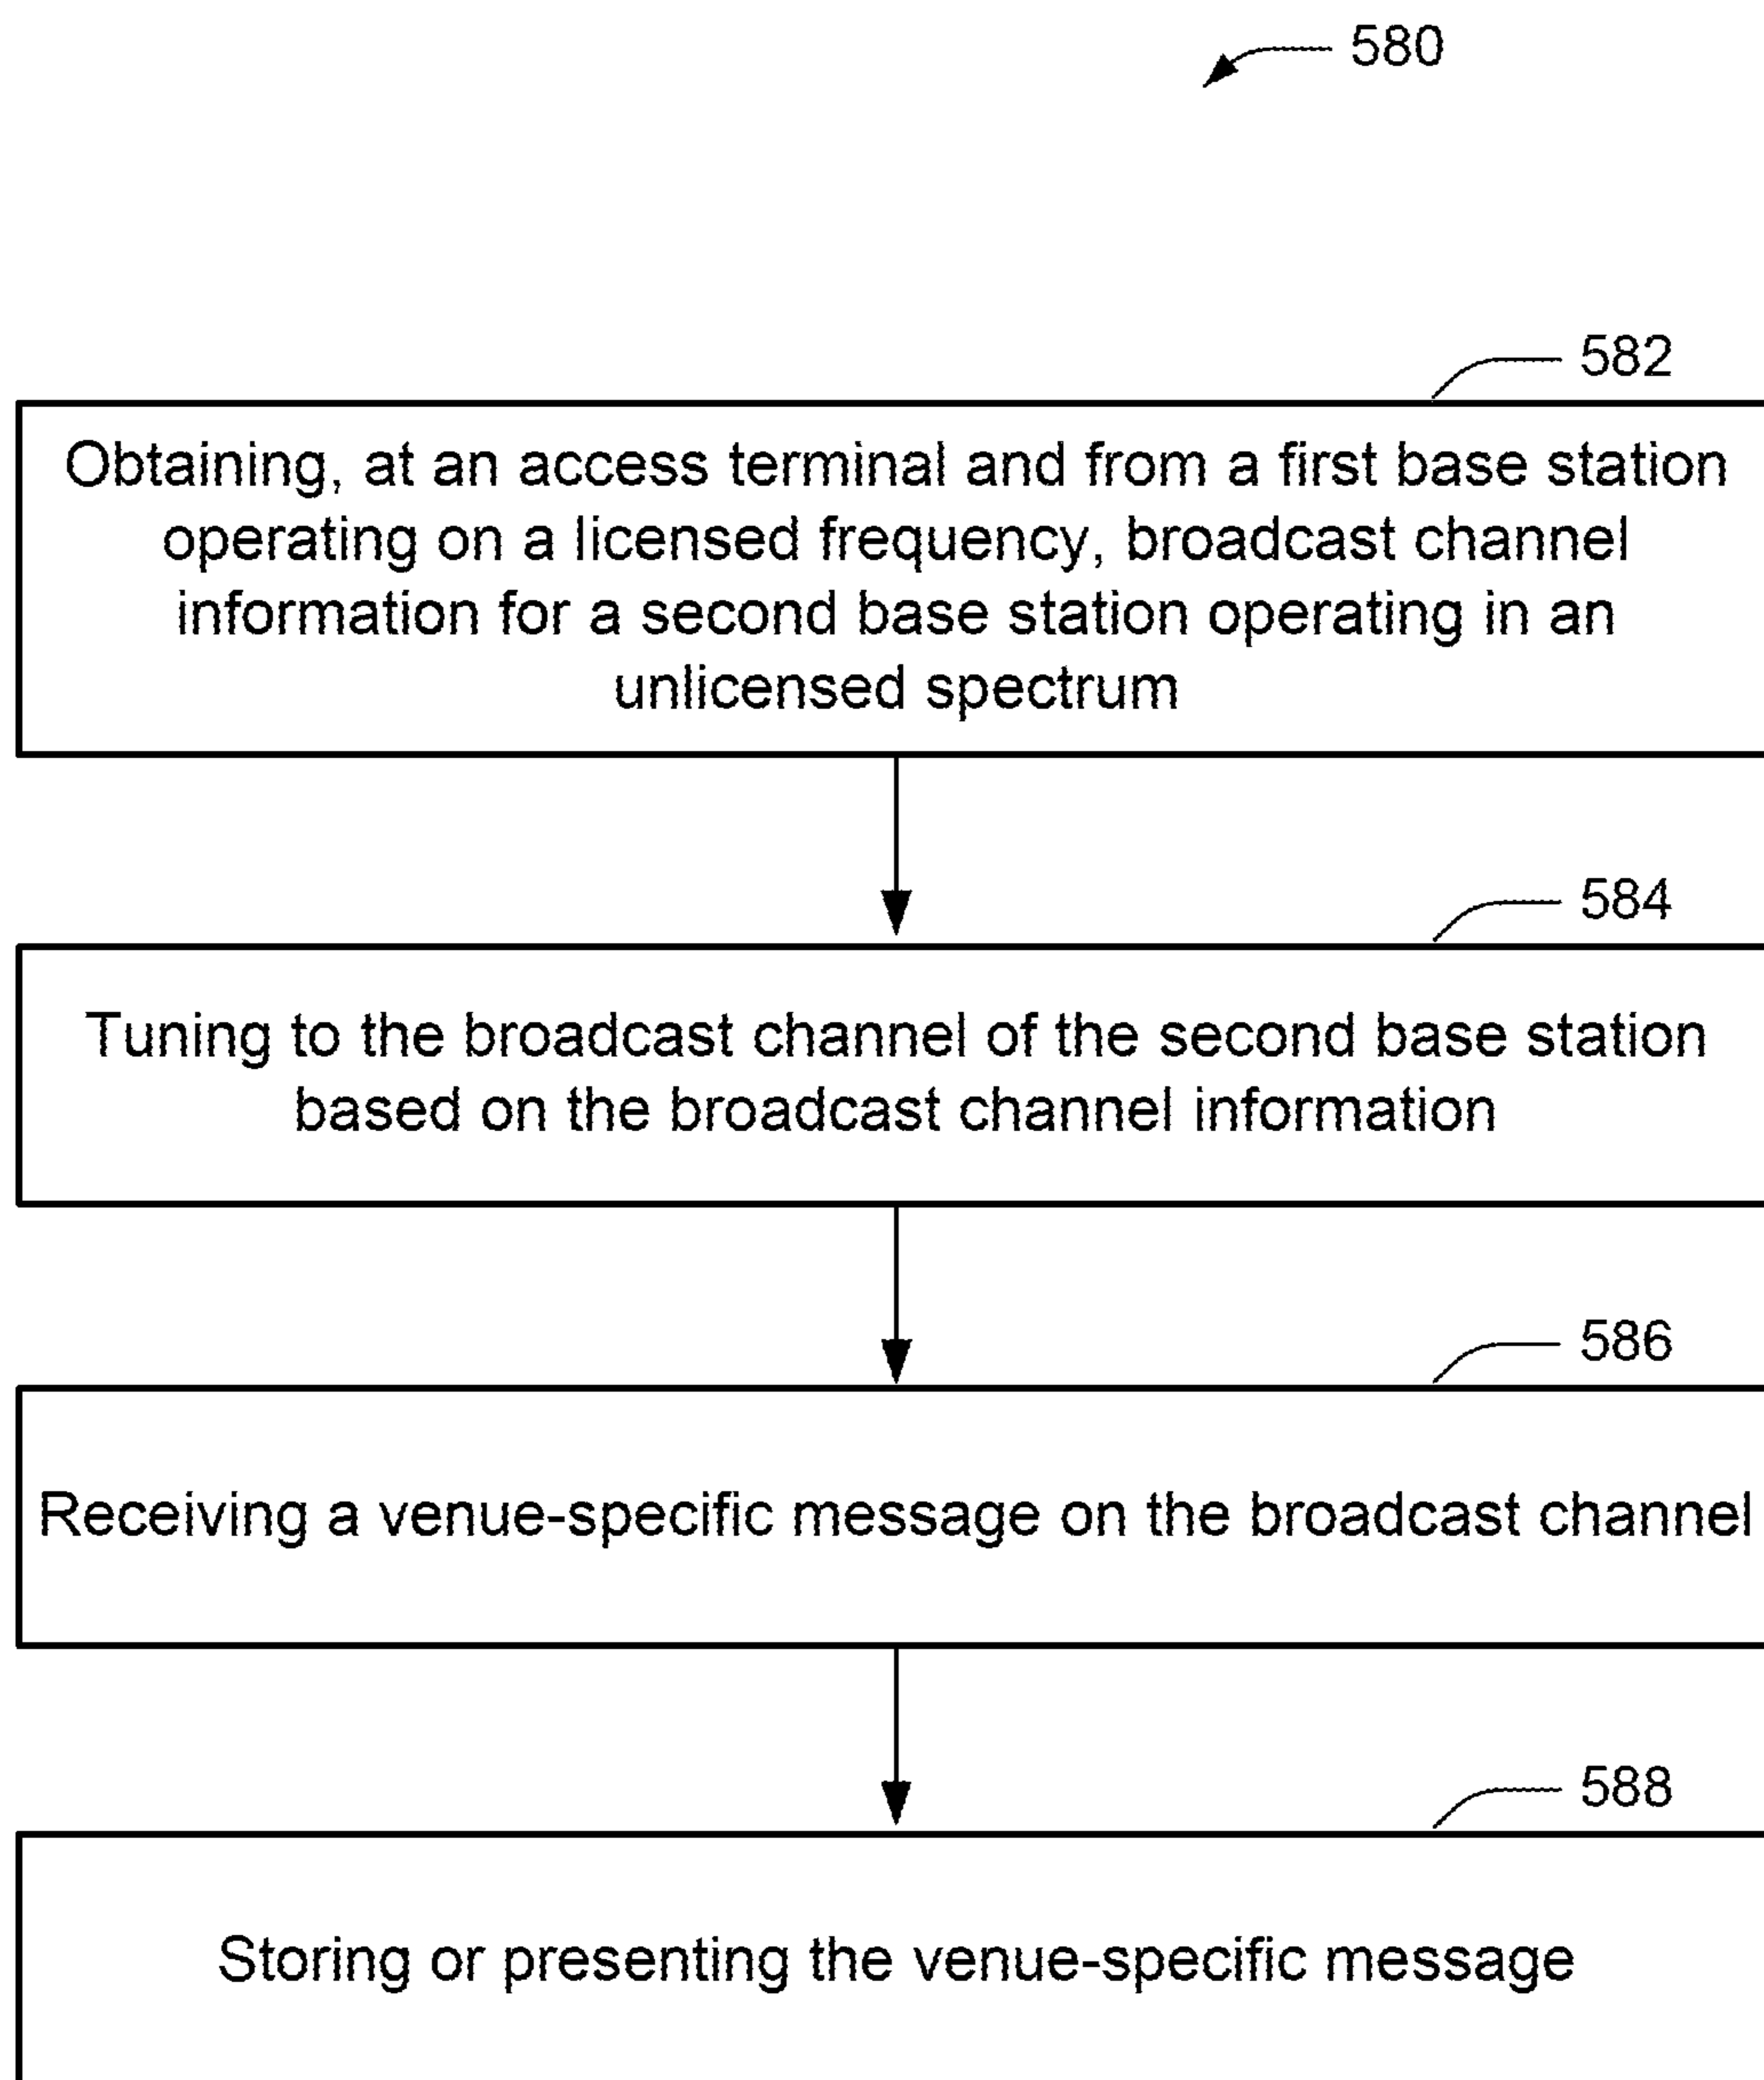 580
582
Obtaining, at an access terminal and from a first base station
operating on a licensed frequency, broadcast channel
information for a second base station operating in an
unlicensed spectrum
584
Tuning to the broadcast channel of the second base station
based on the broadcast channel information
586
Receiving a venue-specific message on the broadcast channel
588
Storing or presenting the venue-specific message